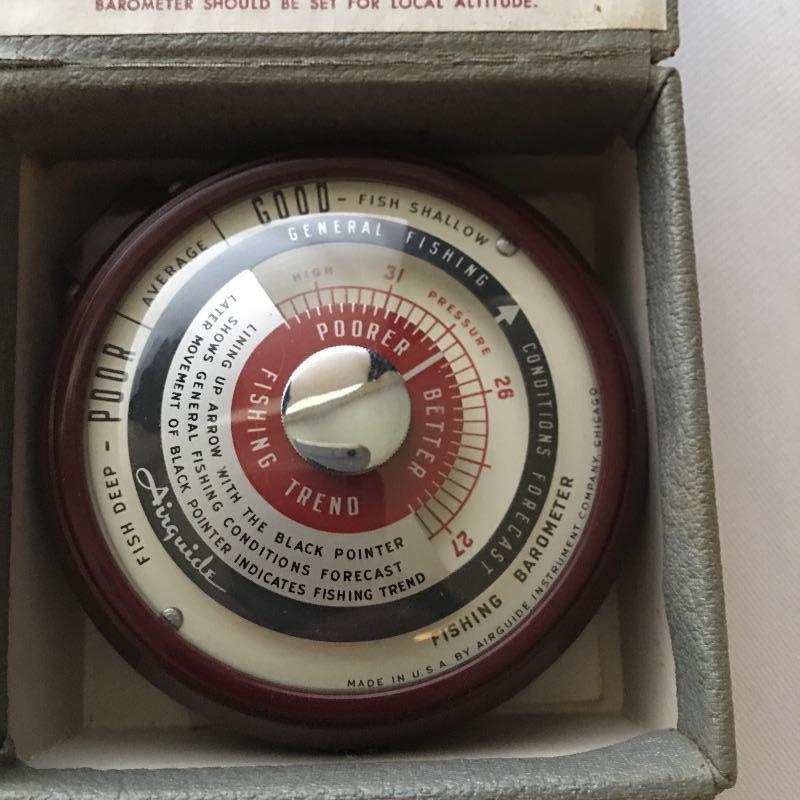 BAROMETER SHOULD BE SET FOR LOCAL ALTITUDE.
FISH DEEP - POOR
AVERAGE
GOOD - FISH SHALLOW
GENERAL FISHING
CONDITIONS FORECAST
HIGH
31
PRESSURE
26
27
POORER
BETTER
FISHING TREND
LINING UP ARROW WITH THE BLACK POINTER
SHOWS GENERAL FISHING CONDITIONS FORECAST
LATER MOVEMENT OF BLACK POINTER INDICATES FISHING TREND
Airguide
FISHING BAROMETER
MADE IN U.S.A. BY AIRGUIDE INSTRUMENT COMPANY, CHICAGO